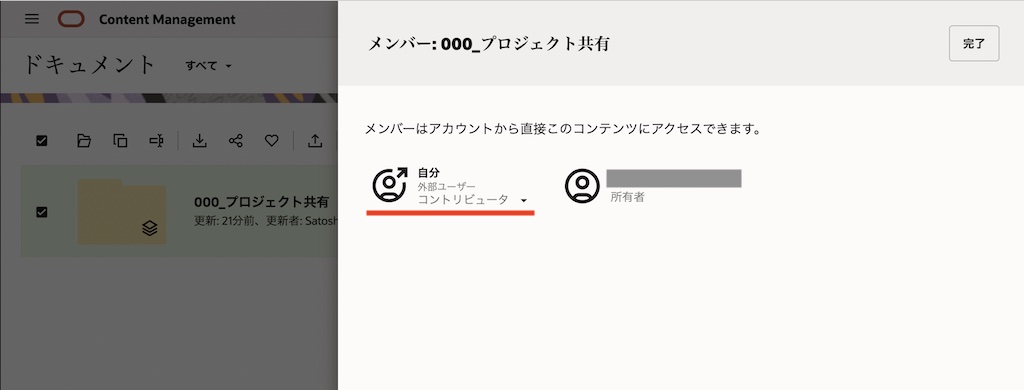 Content Management
ドキュメント
すべて
000_プロジェクト共有
更新: 21分前、更新者: Satosh
メンバー: 000_プロジェクト共有
完了
メンバーはアカウントから直接このコンテンツにアクセスできます。
自分
外部ユーザー
コントリビュータ
所有者